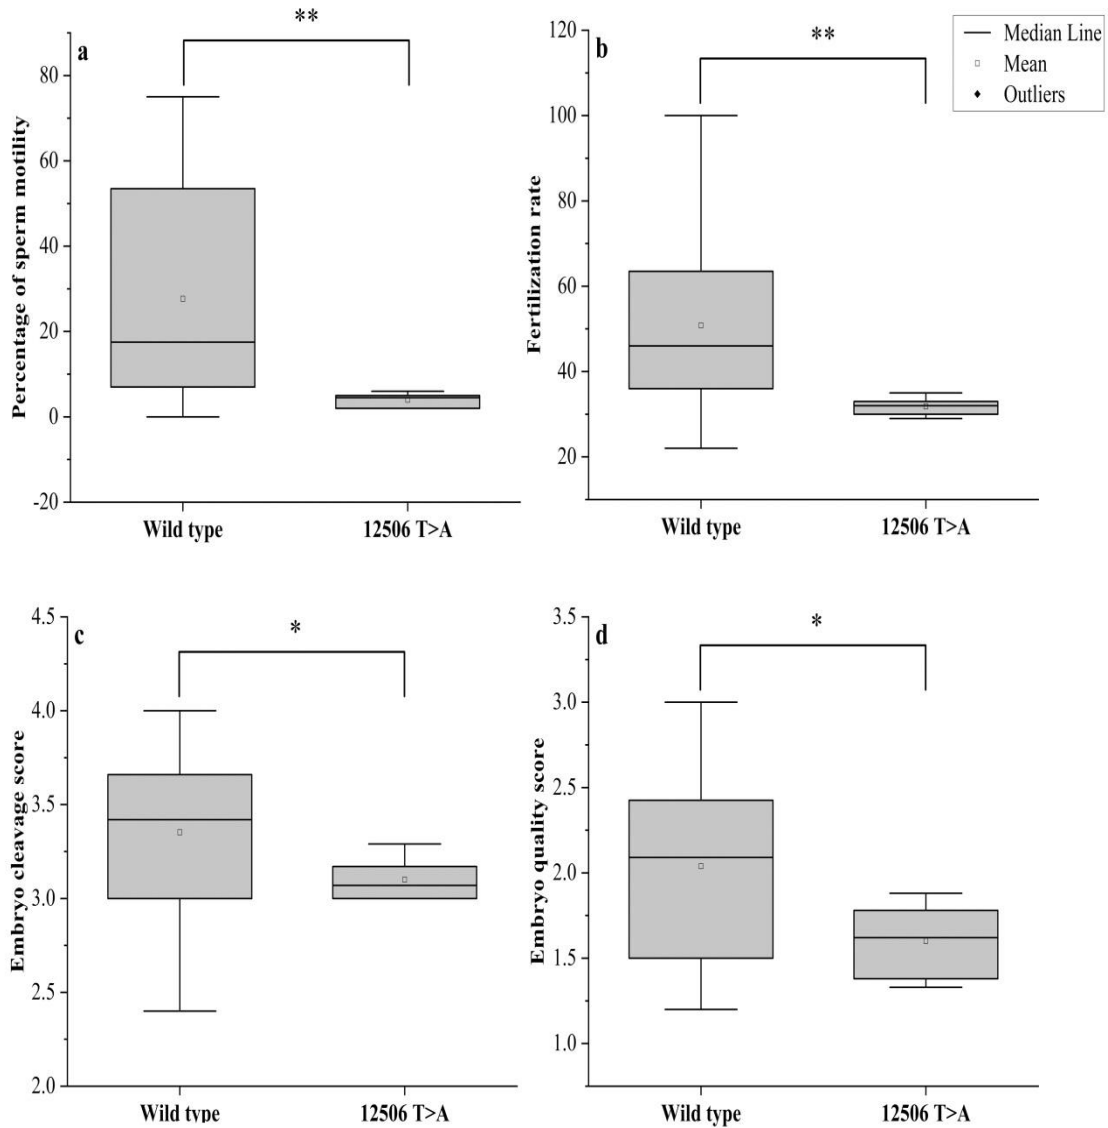 **
a
80
60
40
20
0
-20
Percentage of sperm motility
Wild type
12506 T>A
**
b
120
100
80
60
40
20
Fertilization rate
Wild type
12506 T>A
Median Line
Mean
Outliers
*
c
4.5
4.0
3.5
3.0
2.5
2.0
Embryo cleavage score
Wild type
12506 T>A
*
d
3.5
3.0
2.5
2.0
1.5
1.0
Embryo quality score
Wild type
12506 T>A